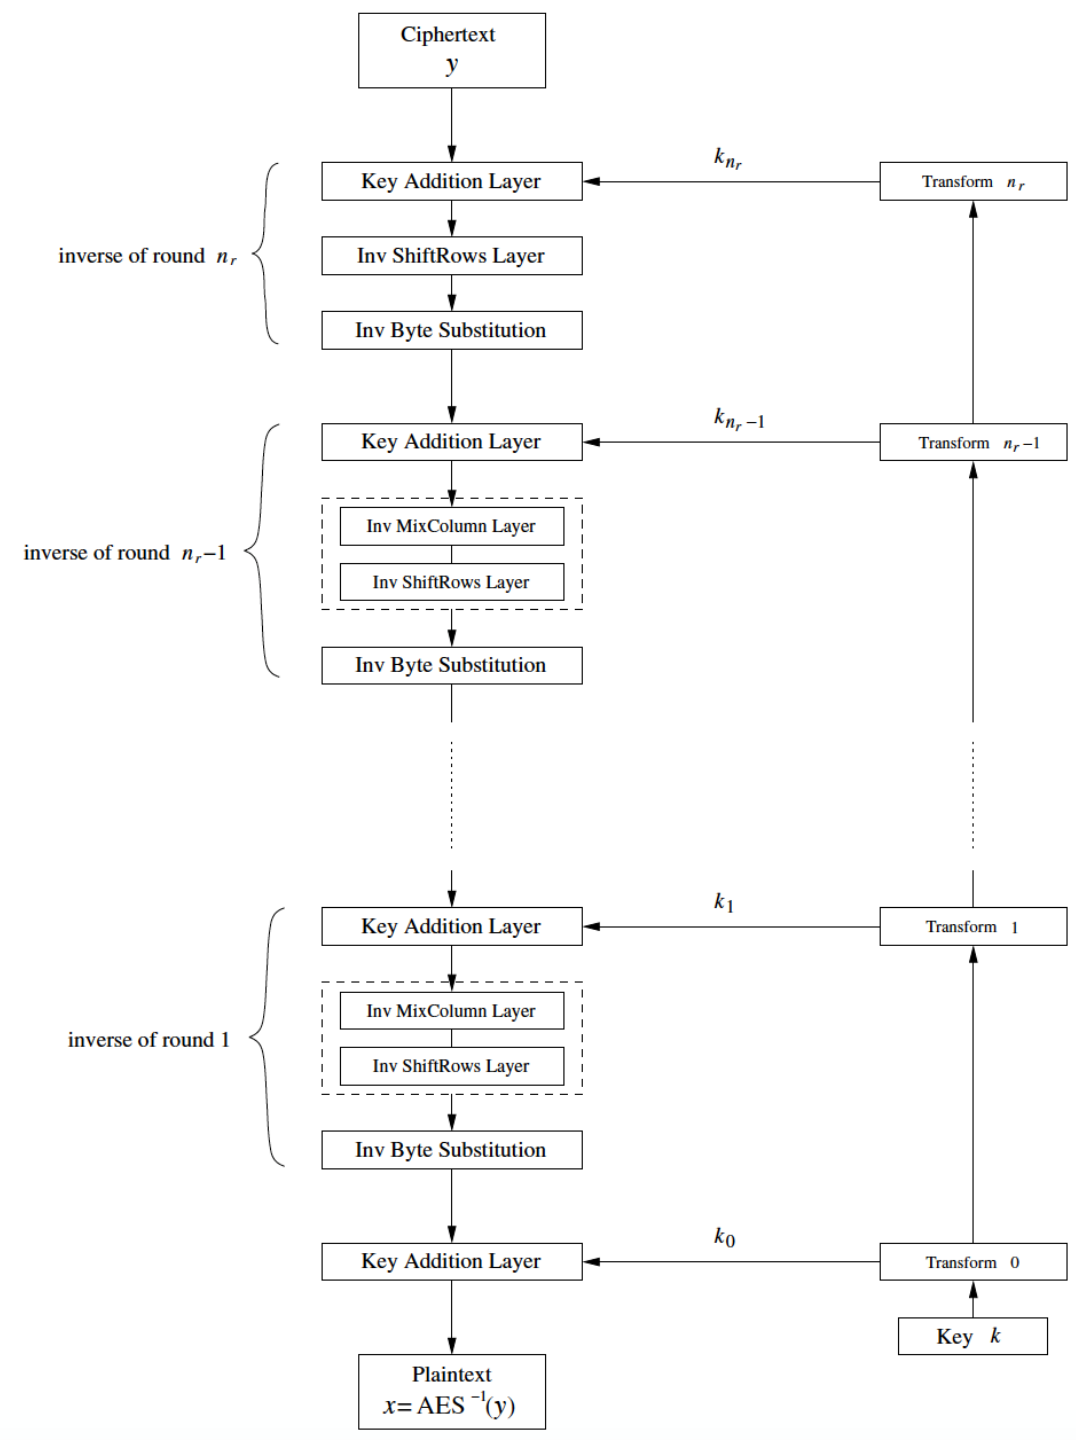 Ciphertext
y
k_{n_r}
Key Addition Layer
Transform n_r
inverse of round n_r
Inv ShiftRows Layer
Inv Byte Substitution
k_{n_r −1}
Key Addition Layer
Transform n_r−1
Inv MixColumn Layer
inverse of round n_r−1
Inv ShiftRows Layer
Inv Byte Substitution
k_1
Key Addition Layer
Transform 1
Inv MixColumn Layer
inverse of round 1
Inv ShiftRows Layer
Inv Byte Substitution
k_0
Key Addition Layer
Transform 0
Key k
Plaintext
x= AES^{−1}(y)